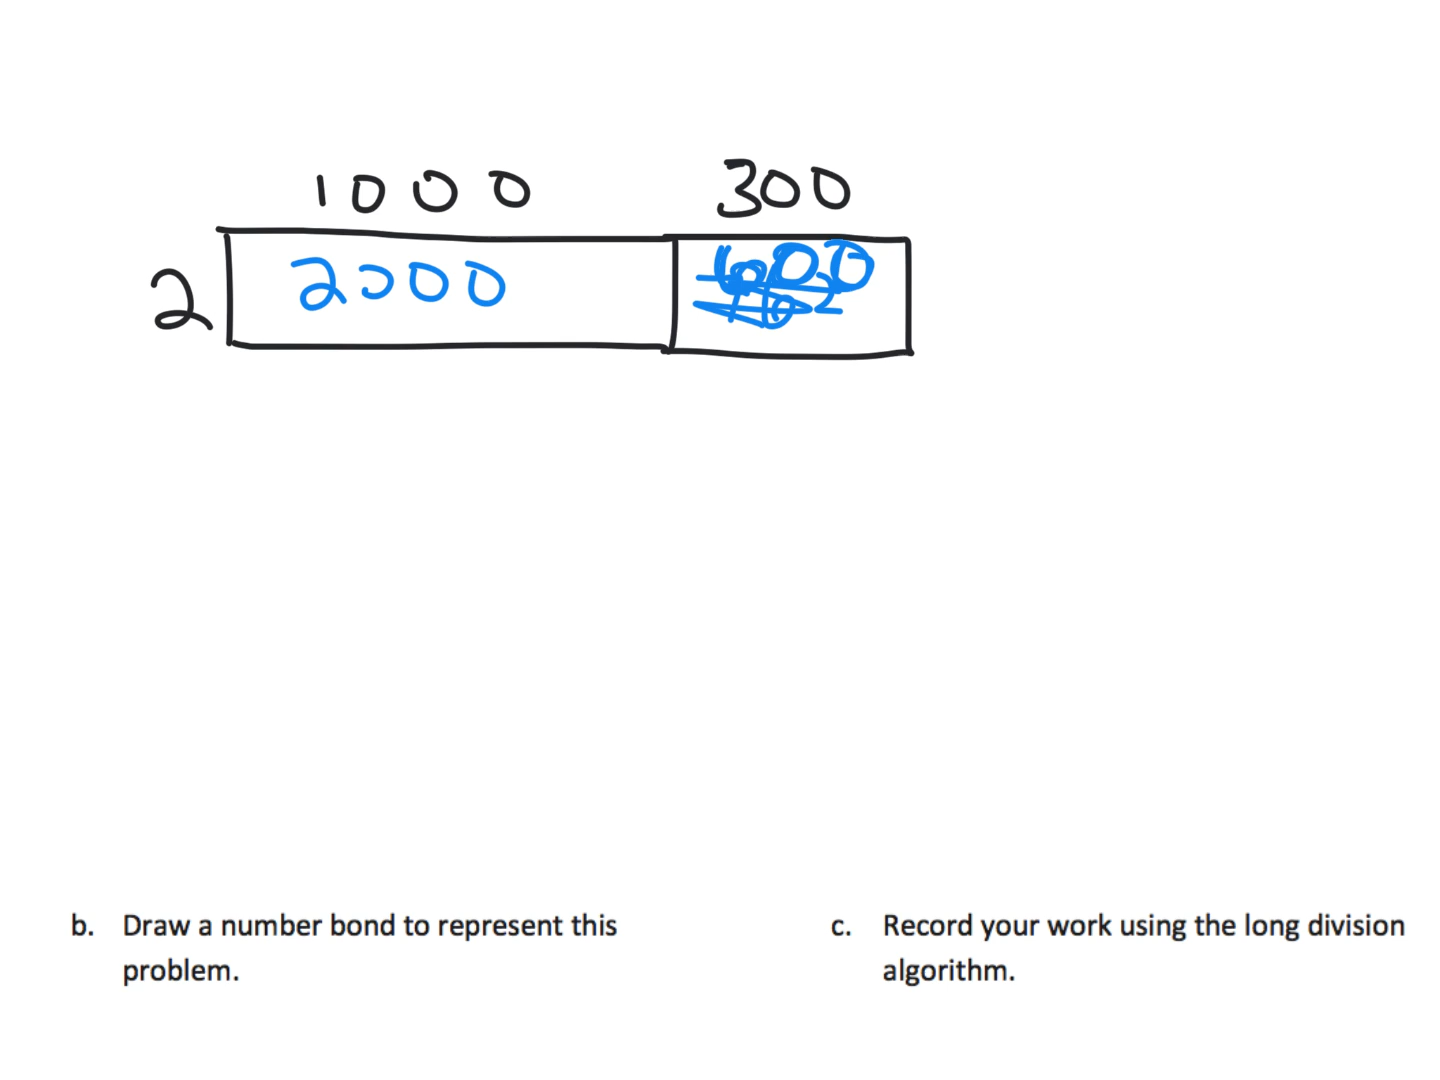 1000 300
2 2000 600
b. Draw a number bond to represent this
problem.
c. Record your work using the long division
algorithm.